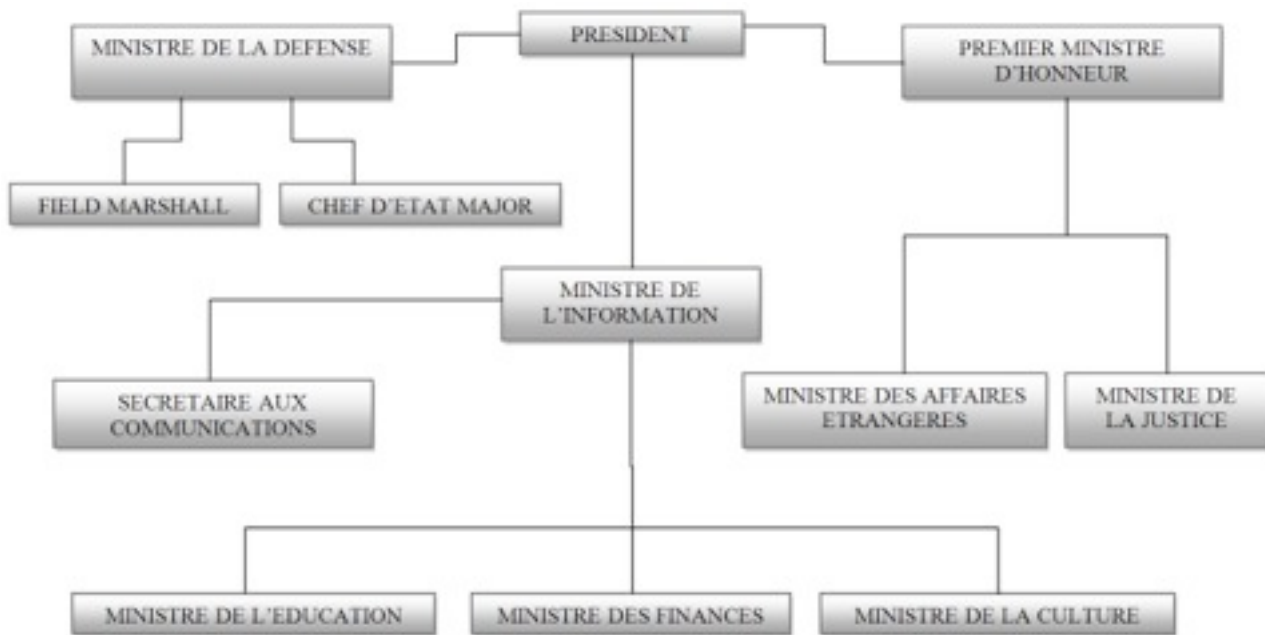 PRESIDENT
MINISTRE DE LA DEFENSE
PREMIER MINISTRE
D'HONNEUR
FIELD MARSHALL
CHEF D'ETAT MAJOR
MINISTRE DE
L'INFORMATION
SECRETAIRE AUX
COMMUNICATIONS
MINISTRE DES AFFAIRES
ETRANGERES
MINISTRE DE
LA JUSTICE
MINISTRE DE L'EDUCATION
MINISTRE DES FINANCES
MINISTRE DE LA CULTURE